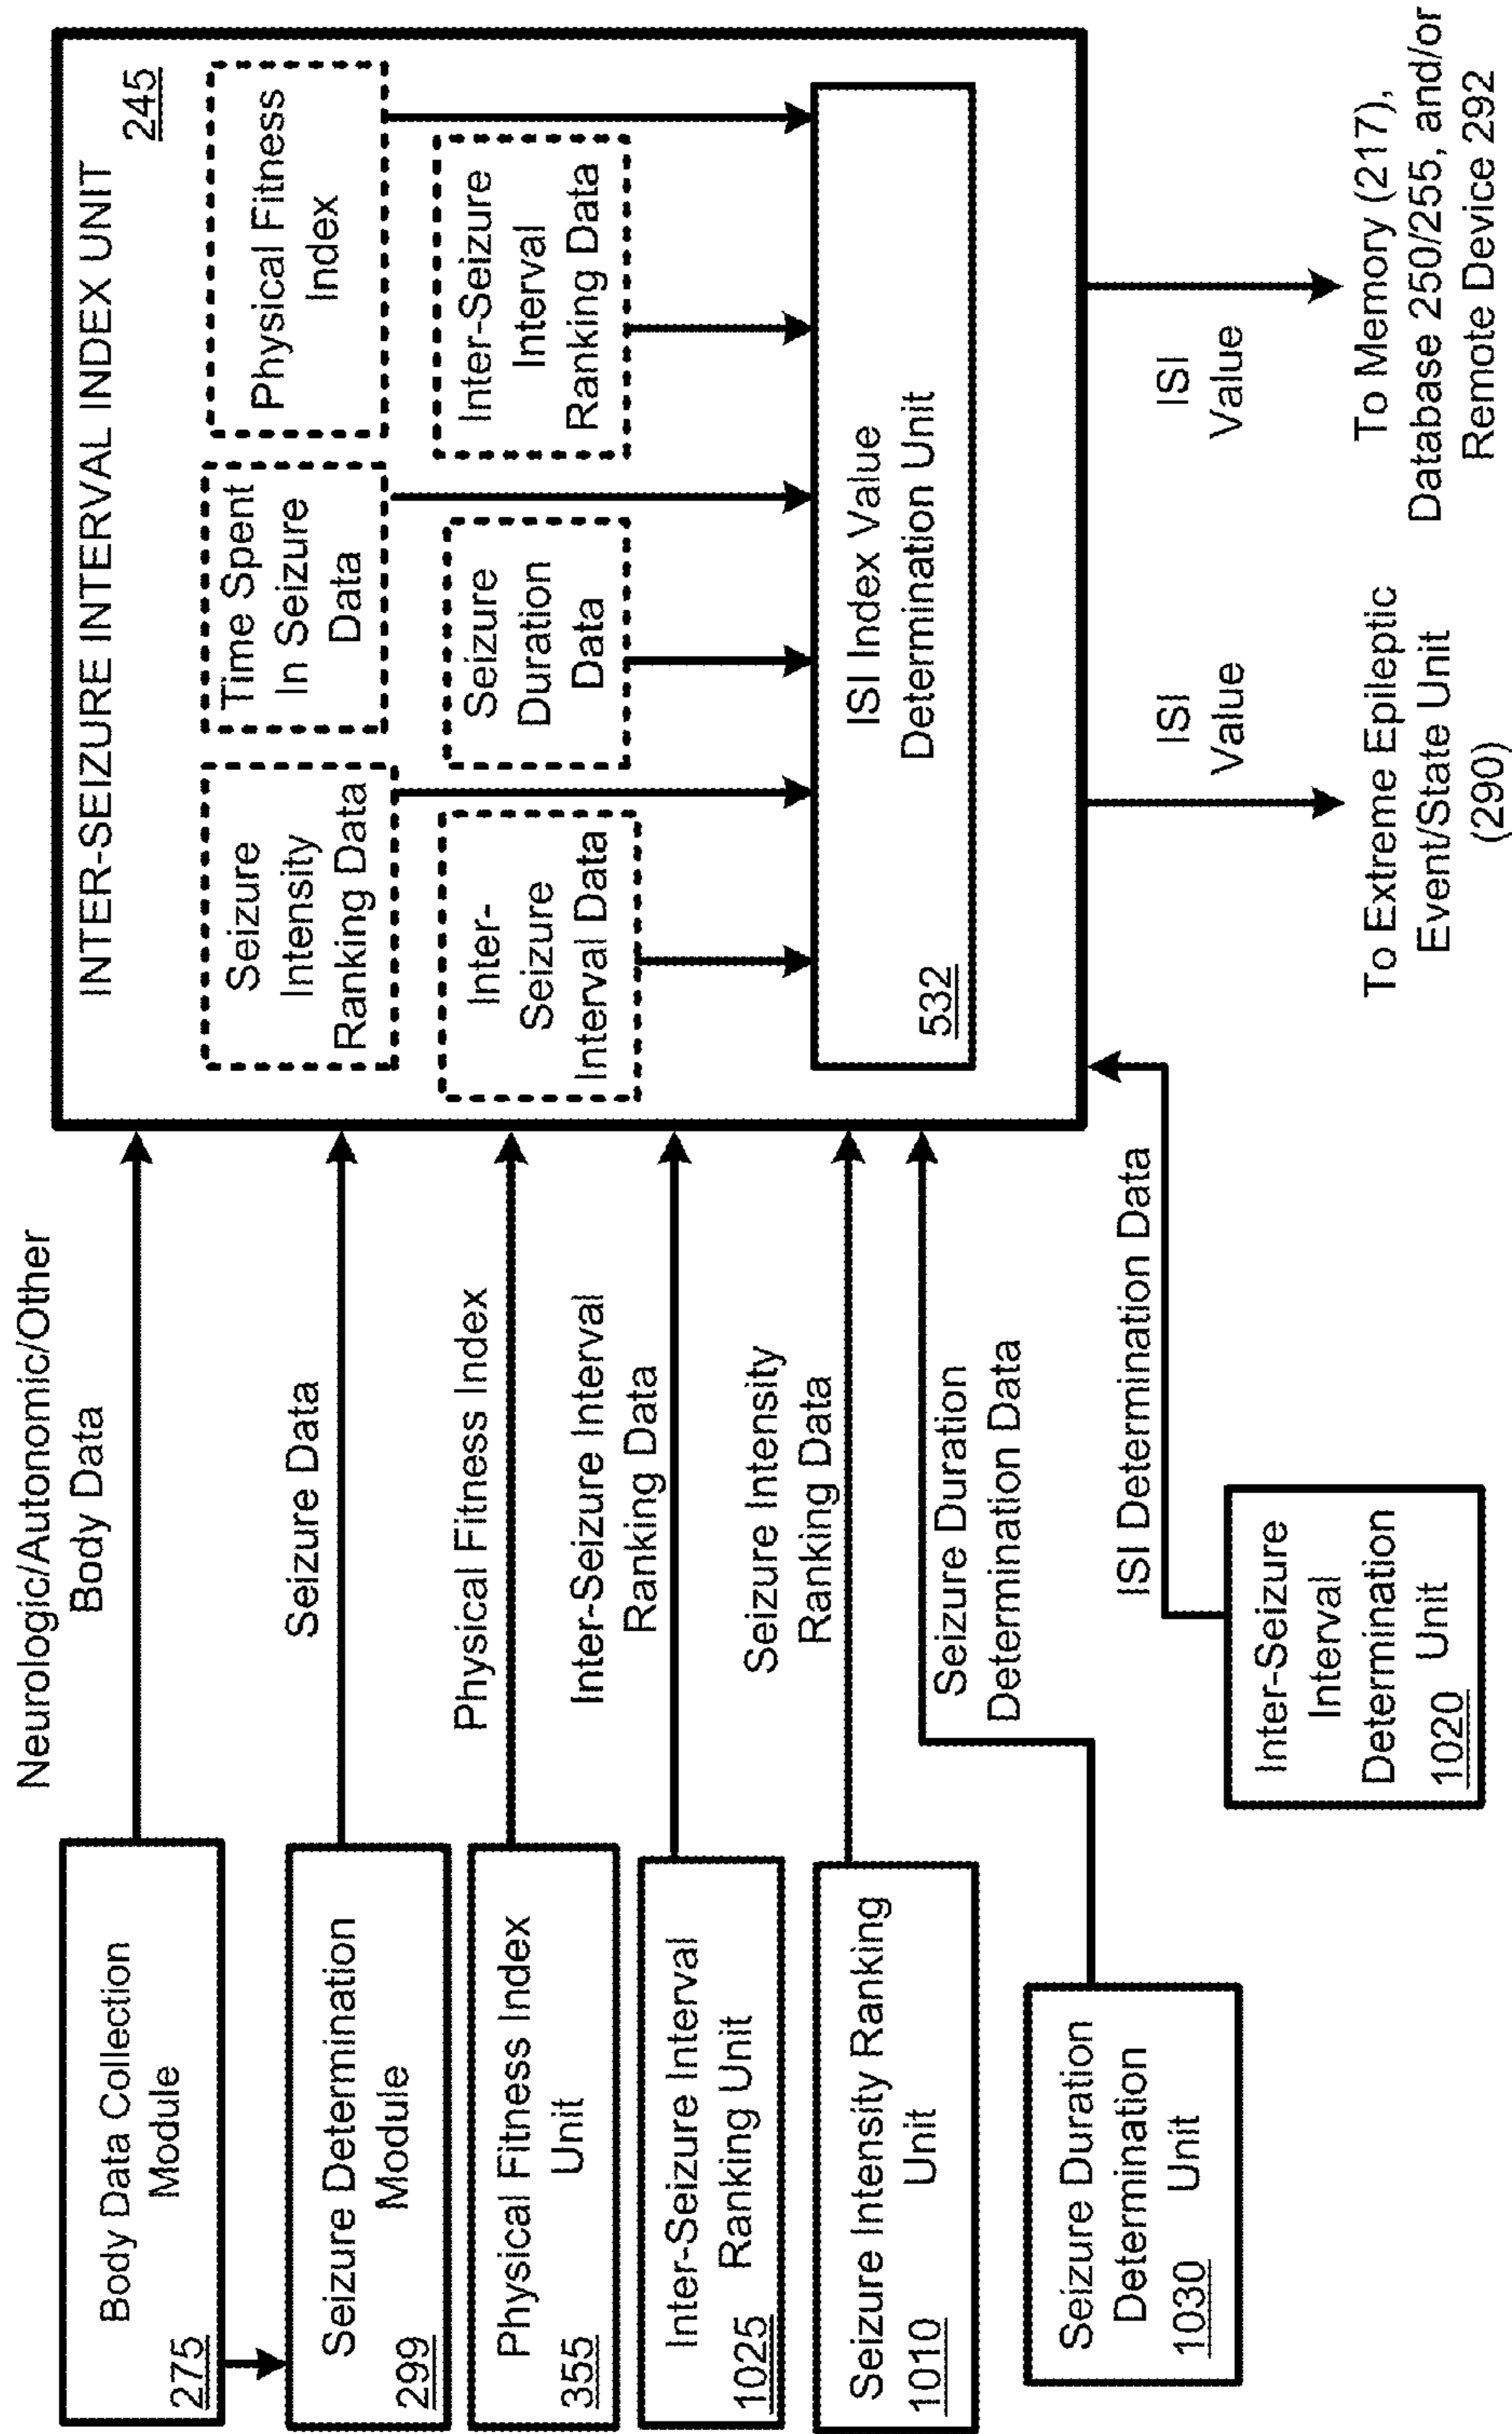 Neurologic/Autonomic/Other
Body Data
Body Data Collection
Module
275
Seizure Data
Seizure Determination
Module
299
Physical Fitness Index
Physical Fitness Index
Unit
355
Inter-Seizure Interval
Ranking Data
Inter-Seizure Interval
Ranking Unit
1025
Seizure Intensity
Ranking Data
Seizure Intensity Ranking
Unit
1010
Seizure Duration
Determination Data
Seizure Duration
Determination
Unit
1030
ISI Determination Data
Inter-Seizure
Interval
Determination
Unit
1020
INTER-SEIZURE INTERVAL INDEX UNIT
245
Seizure
Intensity
Ranking Data
Time Spent
In Seizure
Data
Physical Fitness
Index
Inter-
Seizure
Interval Data
Seizure
Duration
Data
Inter-Seizure
Interval
Ranking Data
ISI Index Value
Determination Unit
532
ISI
Value
ISI
Value
To Extreme Epileptic
Event/State Unit
(290)
To Memory (217),
Database 250/255, and/or
Remote Device 292